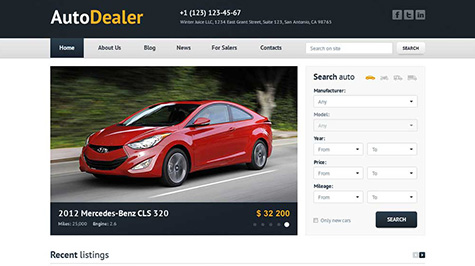 AutoDealer
+1 (123) 123-45-67
Winter Juice LLC, 1234 East Grant Street, Suite 123, San Antonio, CA 98765
Home About Us Blog News For Salers Contacts
Search on site SEARCH
Search auto
Manufacturer:
Any
Model:
Any
Year:
From To
Price:
From To
Mileage:
From To
Only new cars SEARCH
2012 Mercedes-Benz CLS 320 $ 32 200
Mikes: 25,000 Engine: 2.6
Recent listings